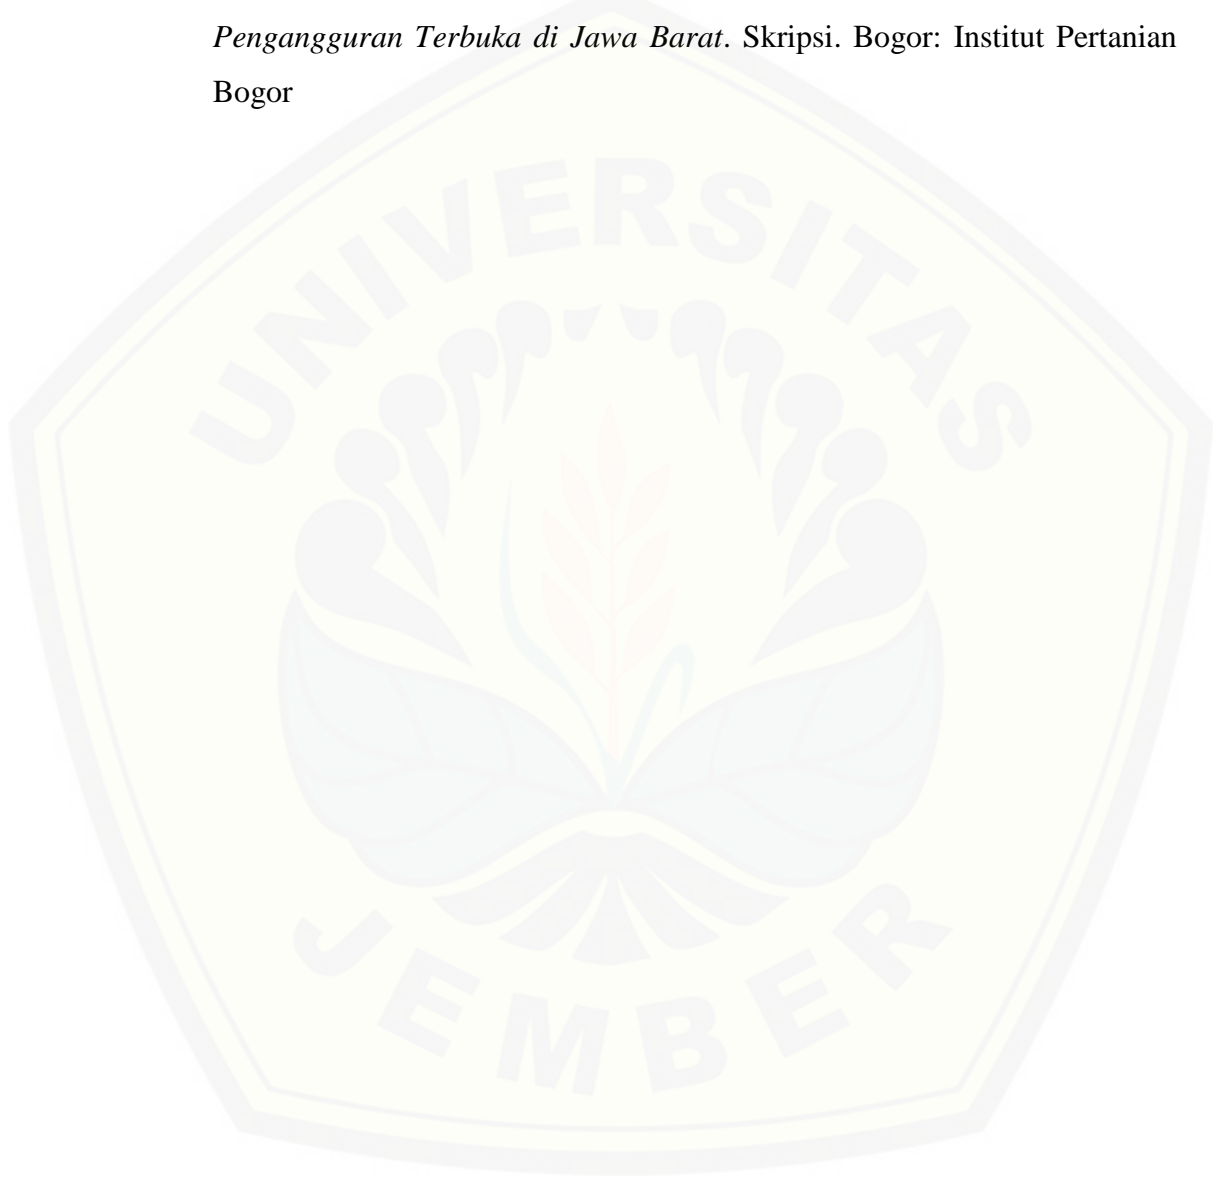 Pengangguran Terbuka di Jawa Barat. Skripsi. Bogor: Institut Pertanian
Bogor
UNIVERSITAS
JEMBER